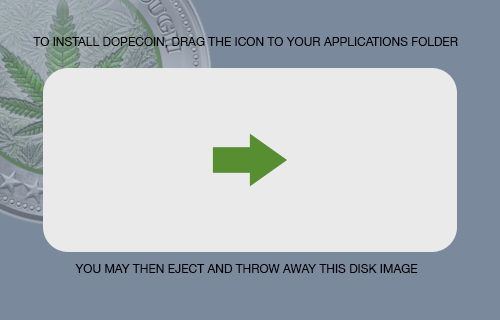 OUGH
TO INSTALL DOPECOIN, DRAG THE ICON TO YOUR APPLICATIONS FOLDER
YOU MAY THEN EJECT AND THROW AWAY THIS DISK IMAGE